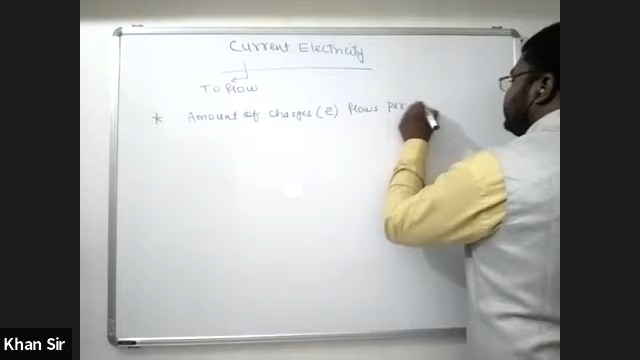 Current Electricity
To flow
* Amount of charges (ē) flows per
Khan Sir